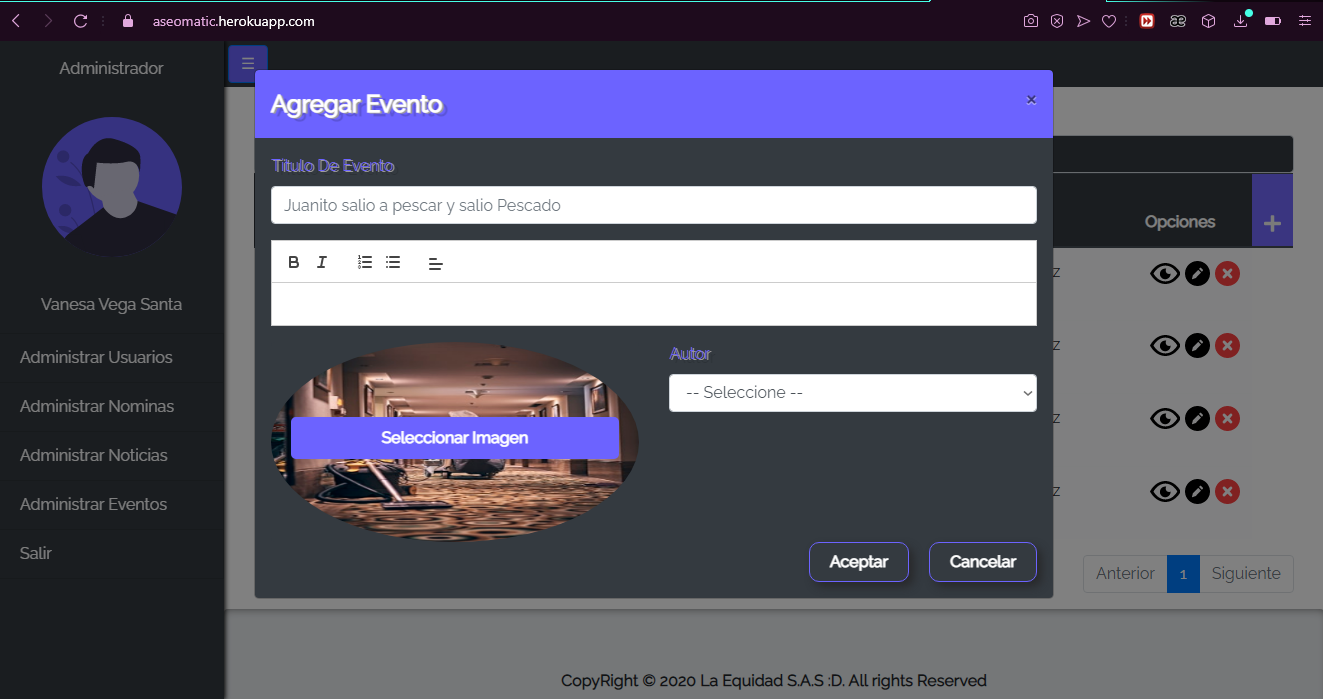 aseomatic.herokuapp.com
Administrador
Vanesa Vega Santa
Administrar Usuarios
Administrar Nominas
Administrar Noticias
Administrar Eventos
Salir
Agregar Evento
×
Titulo De Evento
Juanito salio a pescar y salio Pescado
B I
Autor
-- Seleccione --
Seleccionar Imagen
Aceptar
Cancelar
Opciones
+
z
z
z
z
Anterior 1 Siguiente
CopyRight © 2020 La Equidad S.A.S :D. All rights Reserved